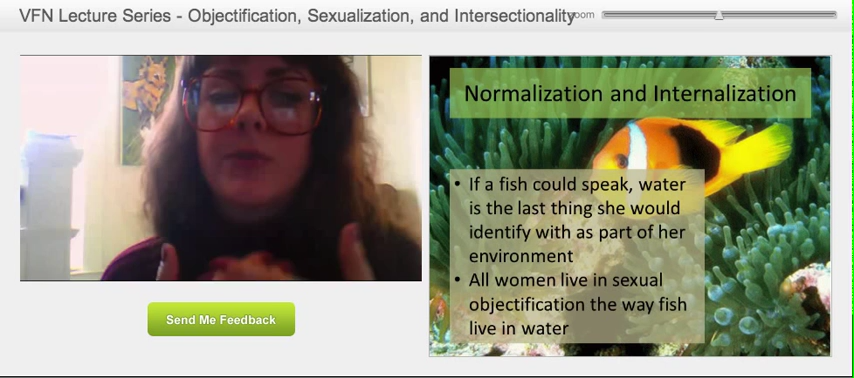 VFN Lecture Series - Objectification, Sexualization, and Intersectionality
oom
Normalization and Internalization
• If a fish could speak, water
is the last thing she would
identify with as part of her
environment
• All women live in sexual
objectification the way fish
live in water
Send Me Feedback